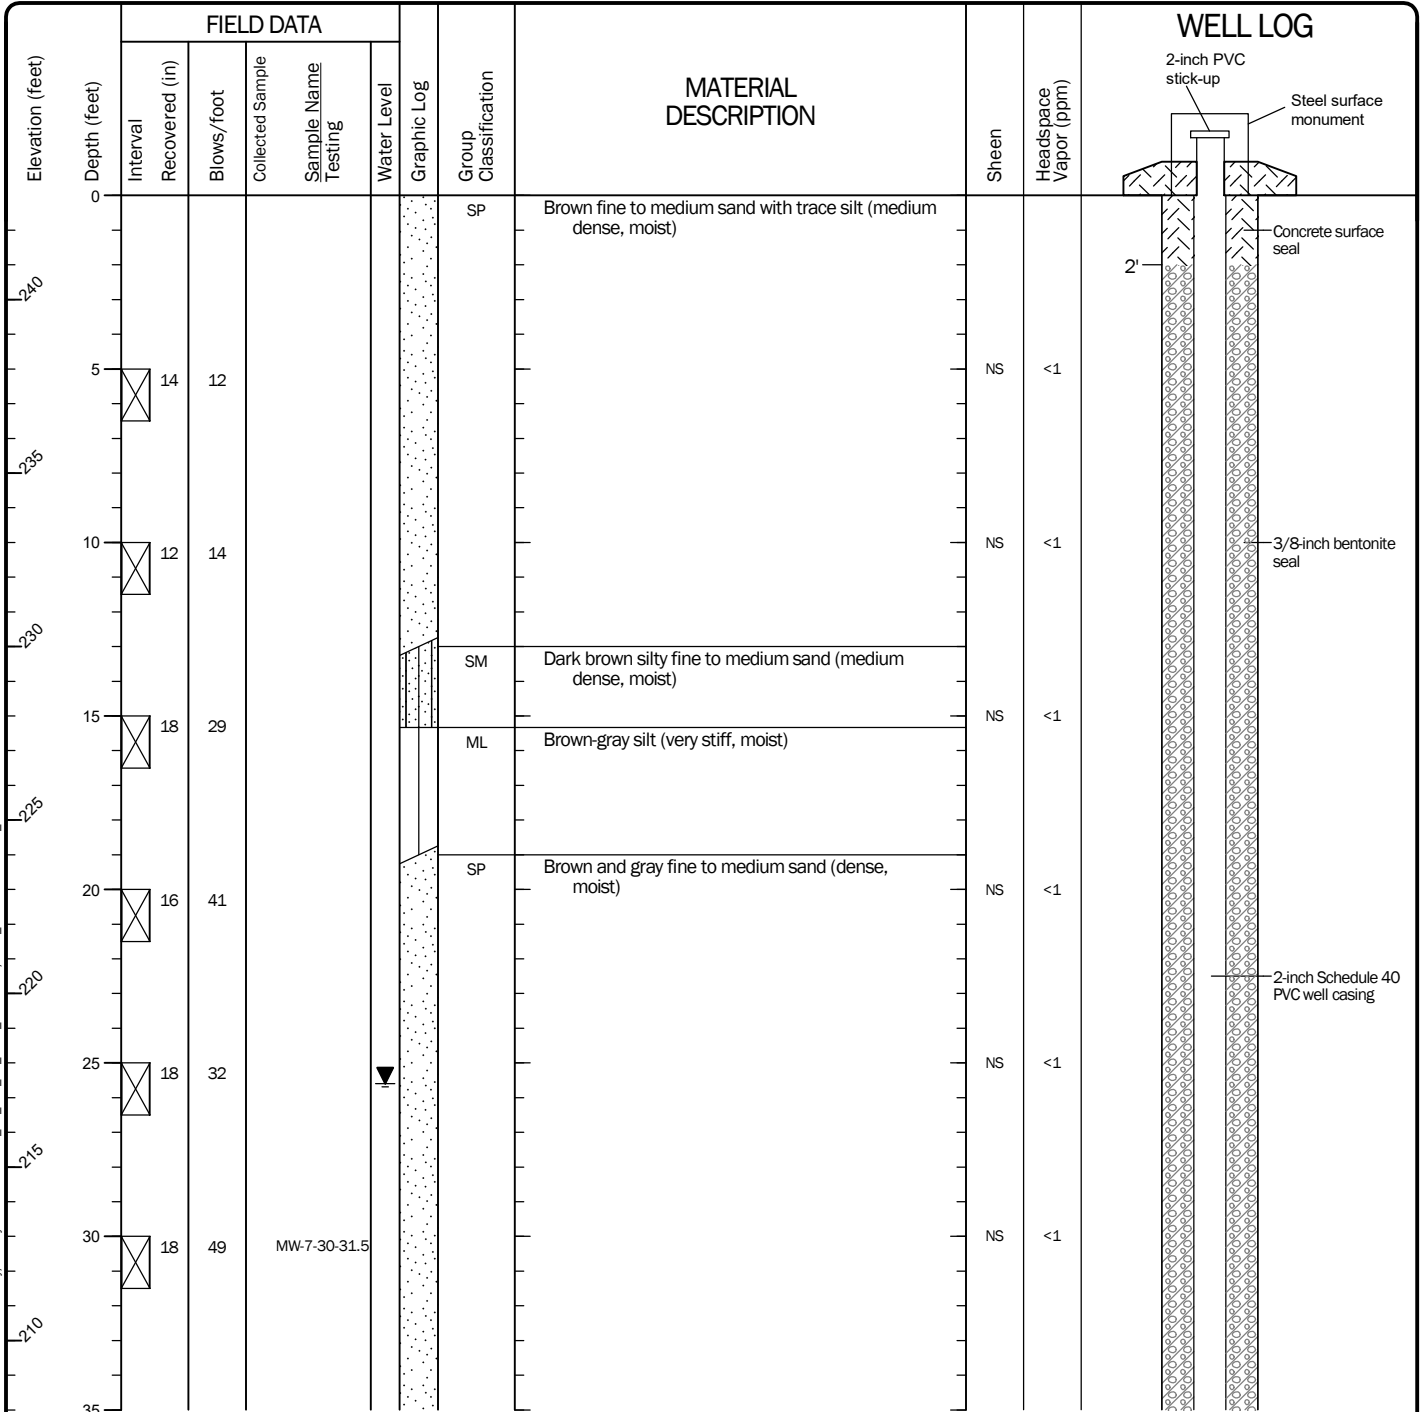 FIELD DATA
WELL LOG
Elevation (feet)
Depth (feet)
Interval
Recovered (in)
Blows/foot
Collected Sample
Sample Name
Testing
Water Level
Graphic Log
Group
Classification
MATERIAL
DESCRIPTION
Sheen
Headspace
Vapor (ppm)
2-inch PVC
stick-up
Steel surface
monument
0
SP
Brown fine to medium sand with trace silt (medium
dense, moist)
Concrete surface
seal
2'
240
5
14
12
NS
<1
235
10
12
14
NS
<1
3/8-inch bentonite
seal
230
SM
Dark brown silty fine to medium sand (medium
dense, moist)
15
18
29
NS
<1
ML
Brown-gray silt (very stiff, moist)
225
SP
Brown and gray fine to medium sand (dense,
moist)
20
16
41
NS
<1
220
2-inch Schedule 40
PVC well casing
25
18
32
NS
<1
215
30
18
49
MW-7-30-31.5
NS
<1
210
35